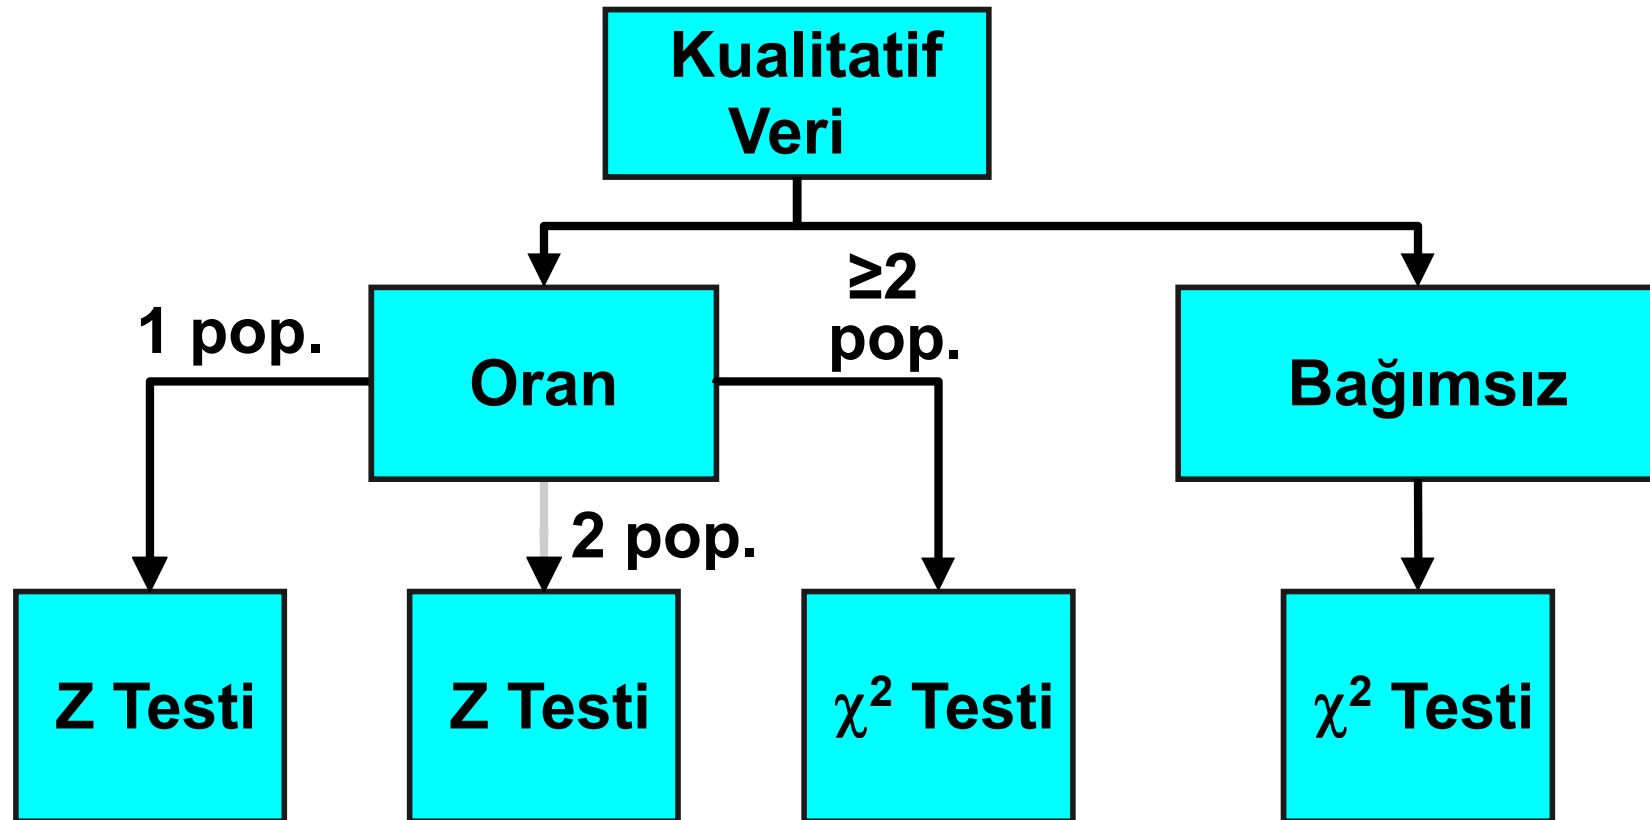 Kualitatif
Veri
≥2
pop.
1 pop.
Oran
Bağımsız
2 pop.
Z Testi
Z Testi
χ² Testi
χ² Testi